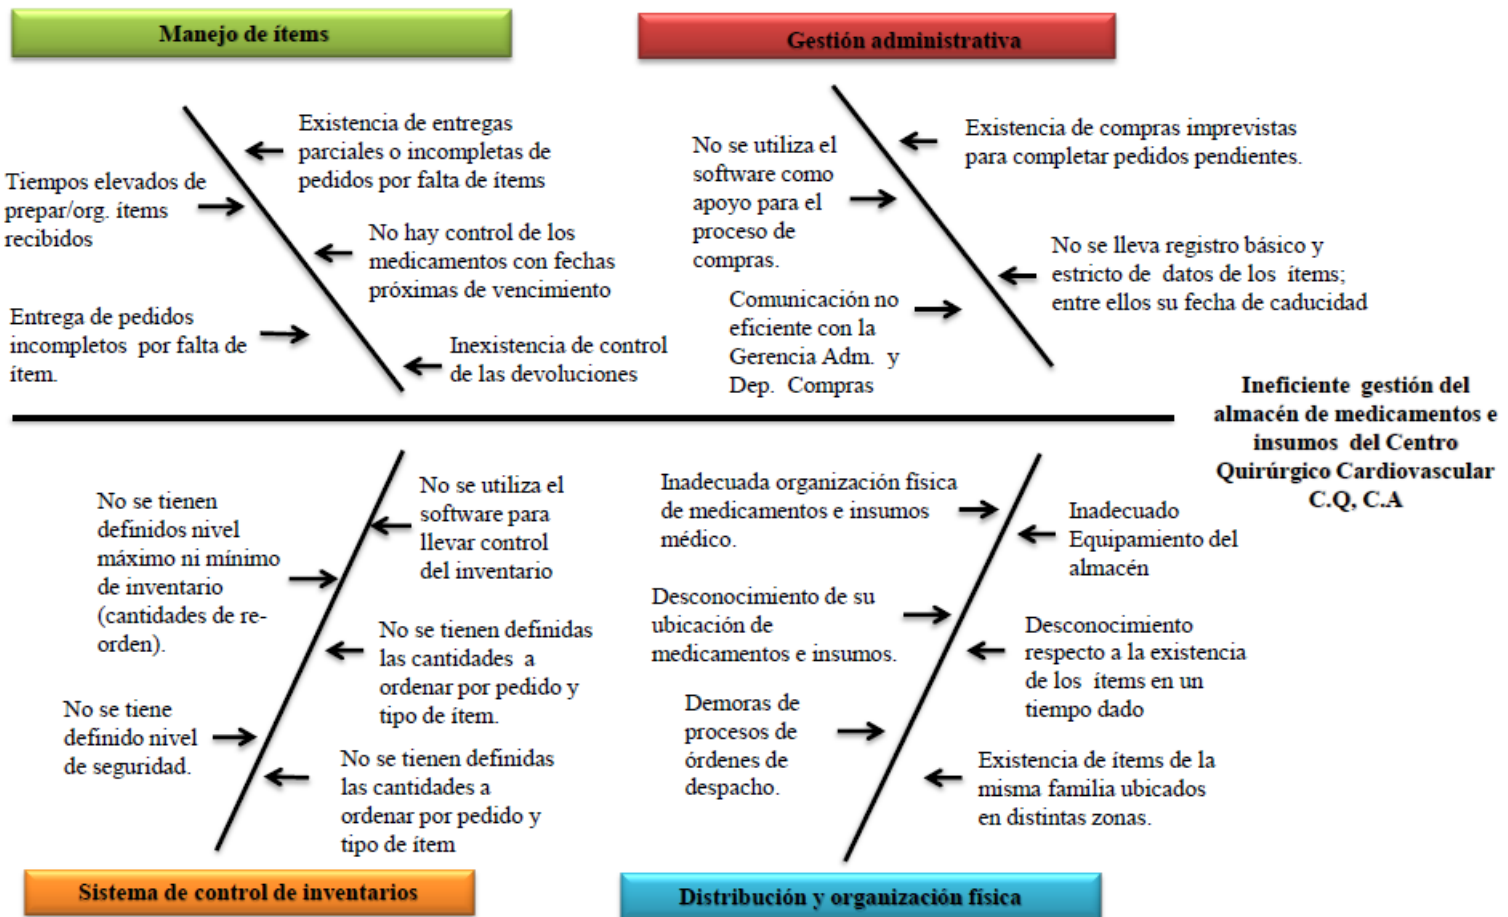 Manejo de ítems
Gestión administrativa
Existencia de entregas
parciales o incompletas de
pedidos por falta de ítems
Tiempos elevados de
prepar/org. ítems
recibidos
No hay control de los
medicamentos con fechas
próximas de vencimiento
Entrega de pedidos
incompletos por falta de
ítem.
Inexistencia de control
de las devoluciones
No se utiliza el
software como
apoyo para el
proceso de
compras.
Existencia de compras imprevistas
para completar pedidos pendientes.
No se lleva registro básico y
estricto de datos de los ítems;
entre ellos su fecha de caducidad
Comunicación no
eficiente con la
Gerencia Adm. y
Dep. Compras
Ineficiente gestión del
almacén de medicamentos e
insumos del Centro
Quirúrgico Cardiovascular
C.Q, C.A
No se tienen
definidos nivel
máximo ni mínimo
de inventario
(cantidades de re-
orden).
No se utiliza el
software para
llevar control
del inventario
No se tienen definidas
las cantidades a
ordenar por pedido y
tipo de ítem.
No se tiene
definido nivel
de seguridad.
No se tienen definidas
las cantidades a
ordenar por pedido y
tipo de ítem
Inadecuada organización física
de medicamentos e insumos
médico.
Inadecuado
Equipamiento del
almacén
Desconocimiento de su
ubicación de
medicamentos e insumos.
Desconocimiento
respecto a la existencia
de los ítems en un
tiempo dado
Demoras de
procesos de
órdenes de
despacho.
Existencia de ítems de la
misma familia ubicados
en distintas zonas.
Sistema de control de inventarios
Distribución y organización física